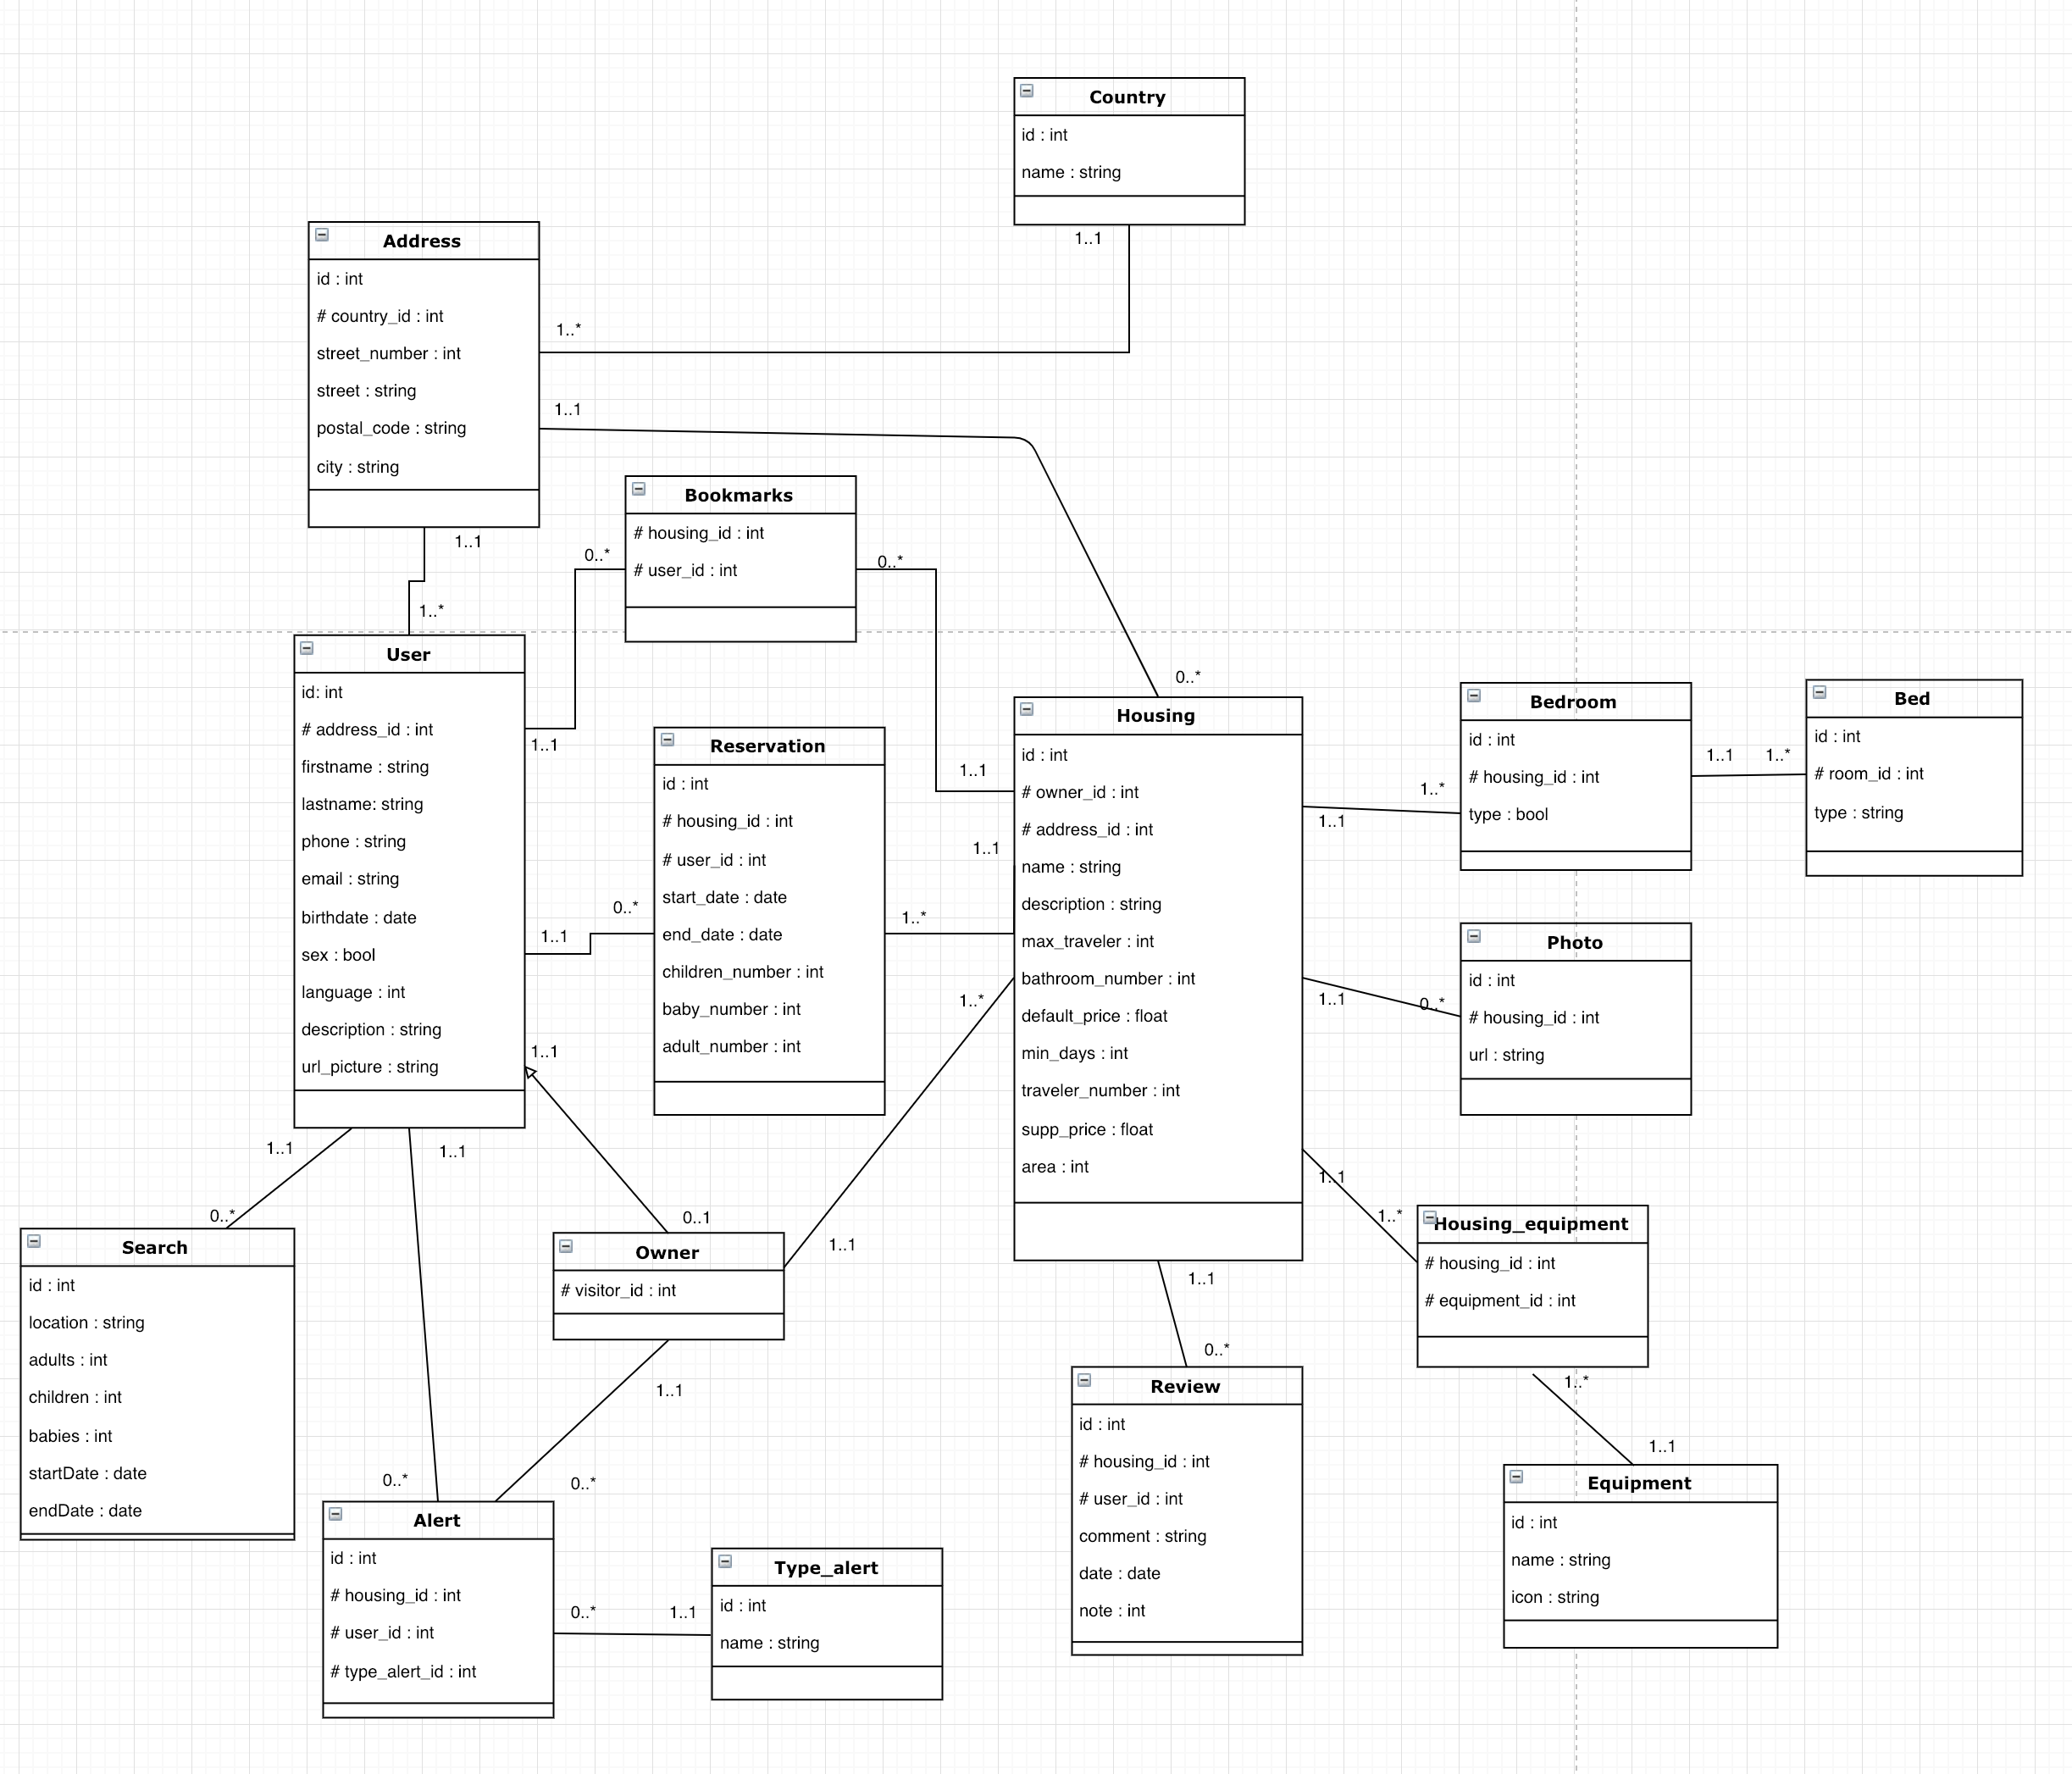 Country
id : int
name : string
1..1
Address
id : int
# country_id : int
street_number : int
street : string
postal_code : string
city : string
1..*
1..1
1..1
1..*
Bookmarks
# housing_id : int
# user_id : int
0..*
0..*
1..1
1..1
User
id: int
# address_id : int
firstname : string
lastname: string
phone : string
email : string
birthdate : date
sex : bool
language : int
description : string
url_picture : string
Reservation
id : int
# housing_id : int
# user_id : int
start_date : date
end_date : date
children_number : int
baby_number : int
adult_number : int
0..*
1..1
1..*
1..1
0..*
Housing
id : int
# owner_id : int
# address_id : int
name : string
description : string
max_traveler : int
bathroom_number : int
default_price : float
min_days : int
traveler_number : int
supp_price : float
area : int
Bedroom
id : int
# housing_id : int
type : bool
1..*
1..1
Bed
id : int
# room_id : int
type : string
1..1
1..*
Photo
id : int
# housing_id : int
url : string
1..1
0..*
1..1
0..1
1..*
1..1
Owner
# visitor_id : int
1..1
1..1
0..*
1..1
Search
id : int
location : string
adults : int
children : int
babies : int
startDate : date
endDate : date
0..*
0..*
Alert
id : int
# housing_id : int
# user_id : int
# type_alert_id : int
0..*
1..1
Type_alert
id : int
name : string
1..1
0..*
Review
id : int
# housing_id : int
# user_id : int
comment : string
date : date
note : int
1..1
1..*
Housing_equipment
# housing_id : int
# equipment_id : int
1..*
1..1
Equipment
id : int
name : string
icon : string